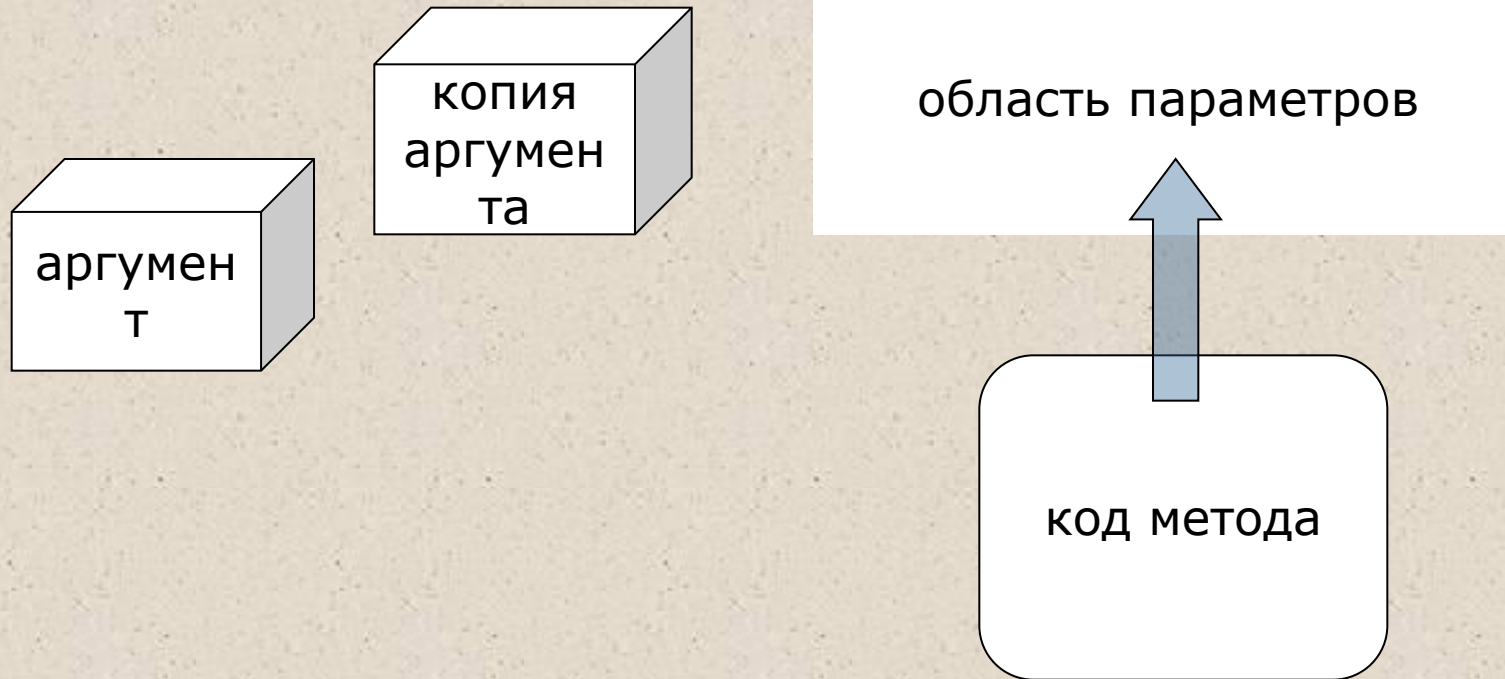 копия
аргумен
та
область параметров
аргумен
т
код метода